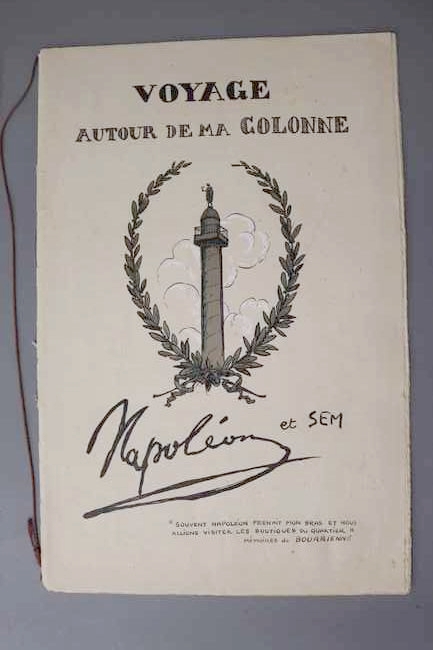 VOYAGE
AUTOUR DE MA COLONNE
Napoléon et SEM
" SOUVENT NAPOLEON PRENAIT MON BRAS ET NOUS
ALLIONS VISITER LES BOUTIQUES DU QUARTIER "
MÉMOIRES de BOURRIENNE